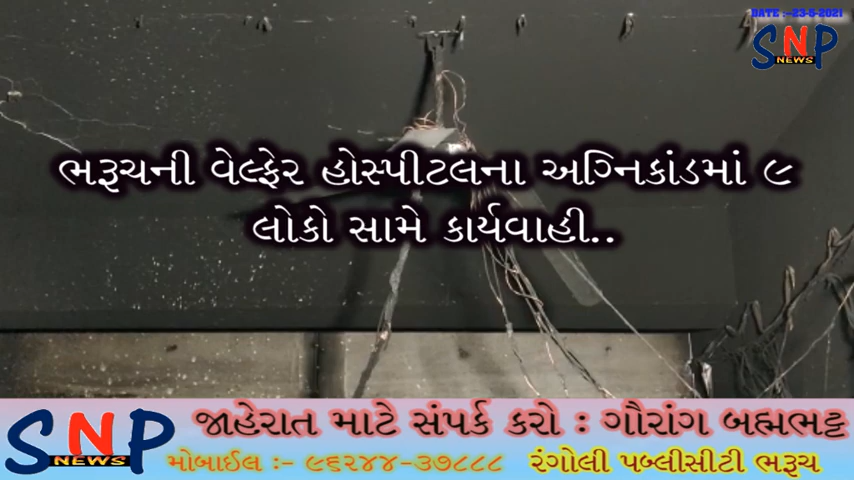 DATE :-23-5-2021
SNP
NEWS
ભરૂચની વેલ્ફેર હોસ્પીટલના અગ્નિકાંડમાં ૯
લોકો સામે કાર્યવાહી..
SNP
NEWS
જાહેરાત માટે સંપર્ક કરો : ગૌરાંગ બહ્મભટ્ટ
મોબાઈલ :- ૯૬૨૪૪-૩૭૮૮૮ રંગોલી પબ્લીસીટી ભરૂચ